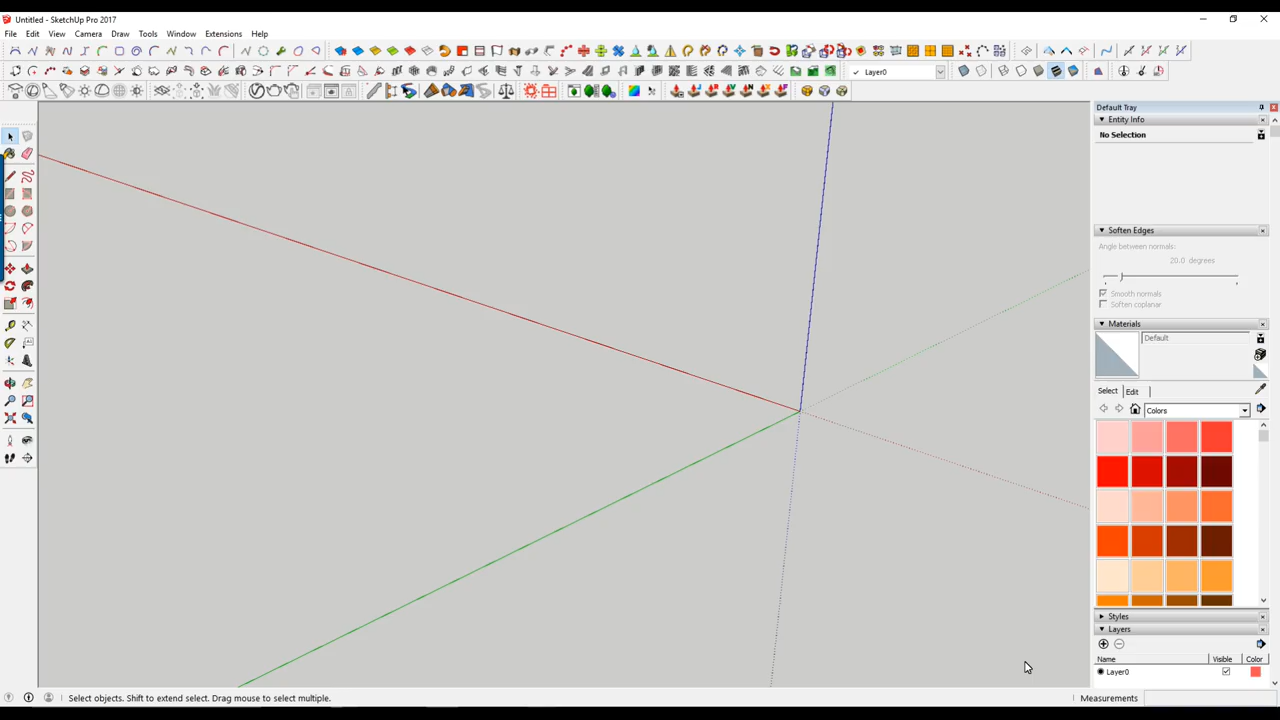 Untitled - SketchUp Pro 2017
File Edit View Camera Draw Tools Window Extensions Help
Layer0
Default Tray
Entity Info
No Selection
Soften Edges
Angle between normals:
20.0 degrees
Smooth normals
Soften coplanar
Materials
Default
Select Edit
Colors
Styles
Layers
Name Visible Color
Layer0
Select objects. Shift to extend select. Drag mouse to select multiple.
Measurements